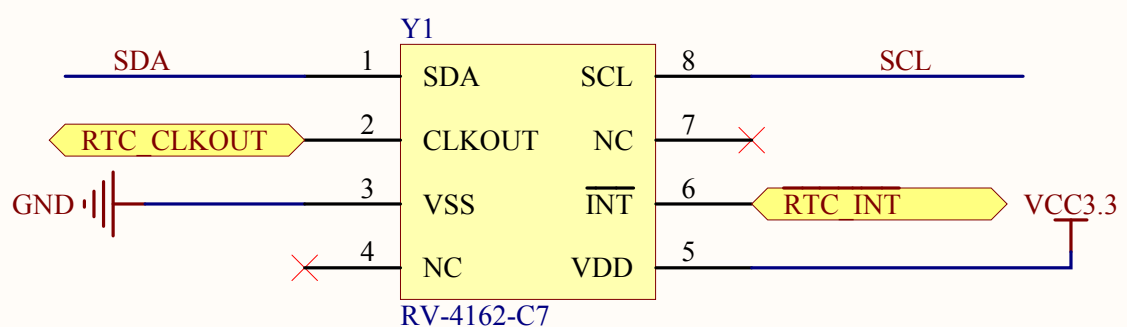 Y1
SDA 1 SDA SCL 8 SCL
RTC_CLKOUT 2 CLKOUT NC 7
GND 3 VSS INT 6 RTC_INT VCC3.3
4 NC VDD 5
RV-4162-C7